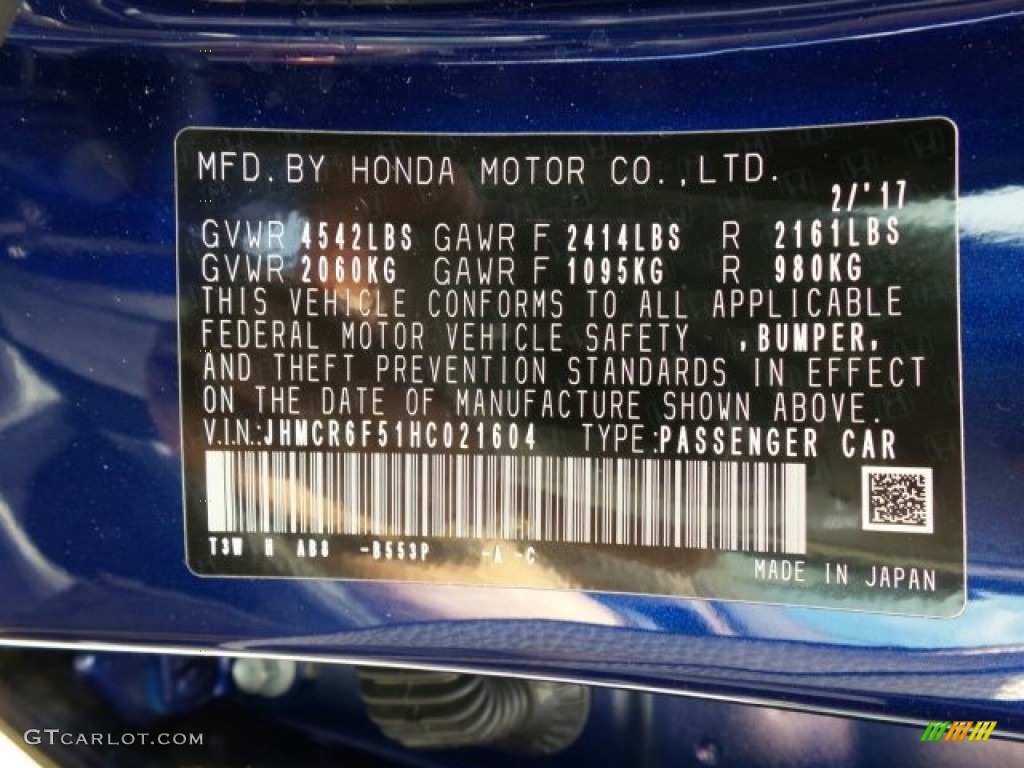 MFD. BY HONDA MOTOR CO., LTD.
2/'17
GVWR 4542LBS GAWR F 2414LBS R 2161LBS
GVWR 2060KG GAWR F 1095KG R 980KG
THIS VEHICLE CONFORMS TO ALL APPLICABLE
FEDERAL MOTOR VEHICLE SAFETY , BUMPER,
AND THEFT PREVENTION STANDARDS IN EFFECT
ON THE DATE OF MANUFACTURE SHOWN ABOVE.
V.I.N.:JHMCR6F51HC021604 TYPE:PASSENGER CAR
T3W H AB8 -B553P -A -C
MADE IN JAPAN
GTCARLOT.COM